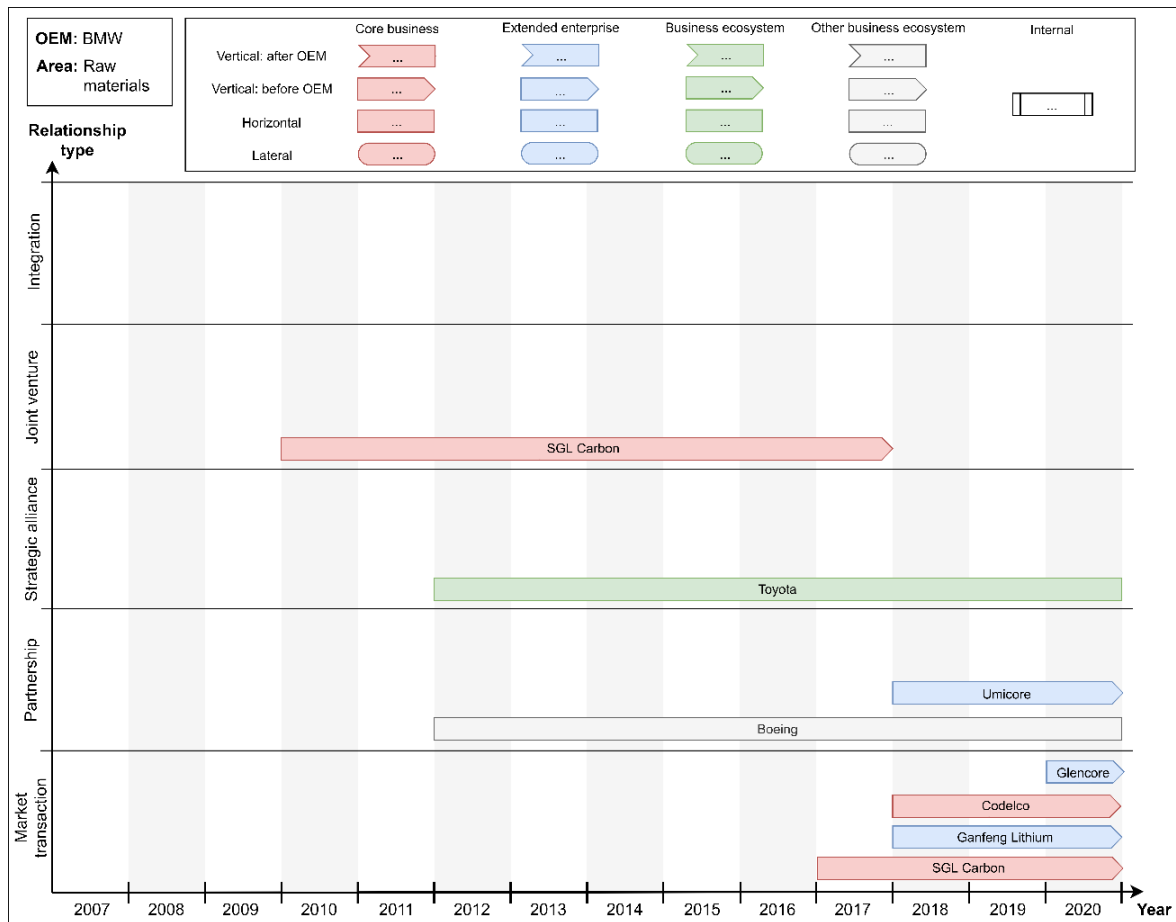 OEM: BMW
Area: Raw
materials
Core business
Extended enterprise
Business ecosystem
Other business ecosystem
Internal
Vertical: after OEM
...
...
...
...
Vertical: before OEM
...
...
...
...
...
Horizontal
...
...
...
...
Lateral
...
...
...
...
Relationship
type
Integration
Joint venture
SGL Carbon
Strategic alliance
Toyota
Partnership
Umicore
Boeing
Market
transaction
Glencore
Codelco
Ganfeng Lithium
SGL Carbon
2007
2008
2009
2010
2011
2012
2013
2014
2015
2016
2017
2018
2019
2020
Year